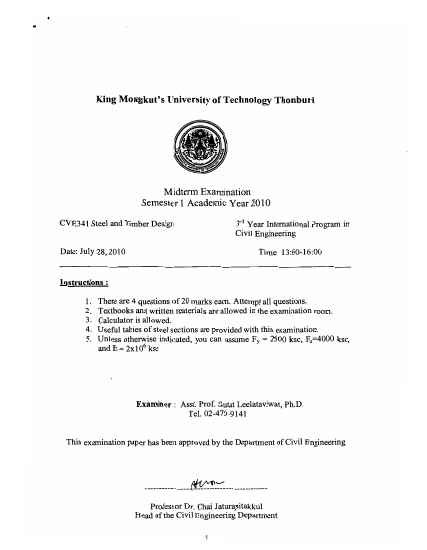 King Mongkut's University of Technology Thonburi
Midterm Examination
Semester 1 Academic Year 2010
CVE341 Steel and Timber Design
3rd Year International Program in
Civil Engineering
Date: July 28, 2010
Time 13:00-16:00
Instructions :
1. There are 4 questions of 20 marks each. Attempt all questions.
2. Textbooks and written materials are allowed in the examination room.
3. Calculator is allowed.
4. Useful tables of steel sections are provided with this examination.
5. Unless otherwise indicated, you can assume Fy = 2500 ksc, Fu=4000 ksc,
and E = 2x10⁶ ksc
Examiner : Asst. Prof. Sutat Leelataviwat, Ph.D.
Tel. 02-470-9141
This examination paper has been approved by the Department of Civil Engineering
Professor Dr. Chai Jaturapitakkul
Head of the Civil Engineering Department
1